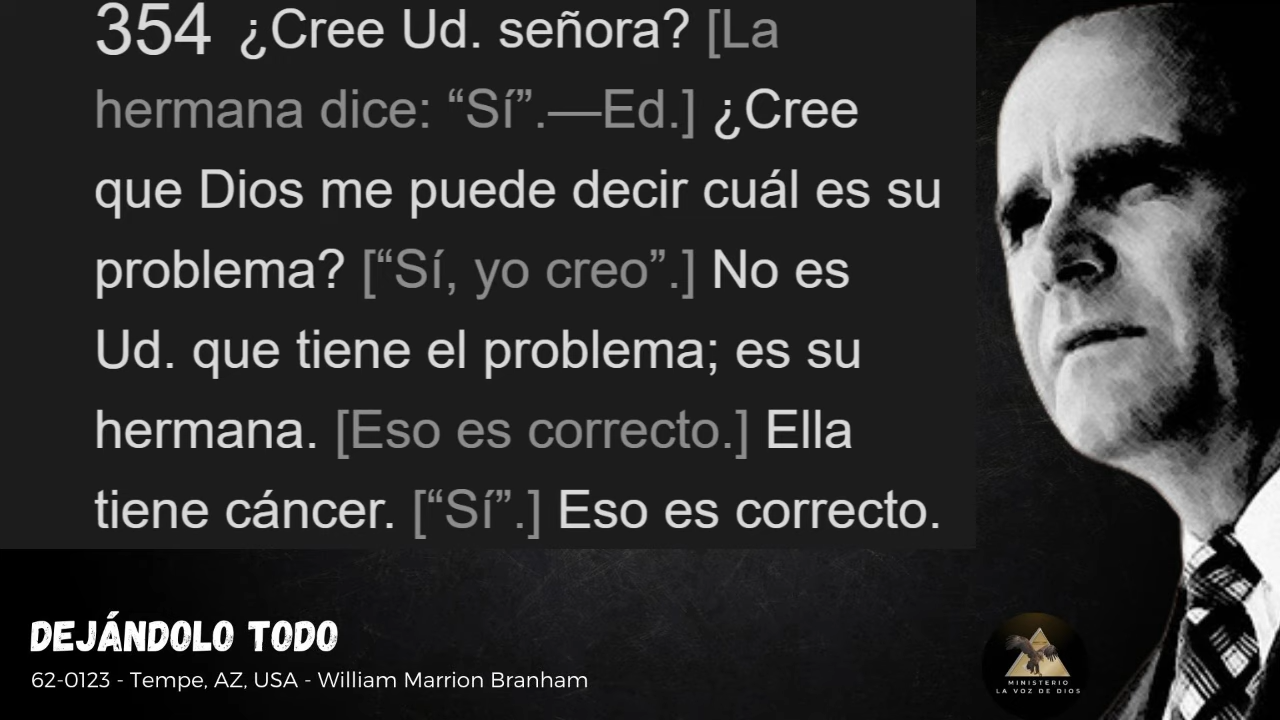 354 ¿Cree Ud. señora? [La
hermana dice: “Sí”.—Ed.] ¿Cree
que Dios me puede decir cuál es su
problema? [“Sí, yo creo”.] No es
Ud. que tiene el problema; es su
hermana. [Eso es correcto.] Ella
tiene cáncer. [“Sí”.] Eso es correcto.
DEJÁNDOLO TODO
62-0123 - Tempe, AZ, USA - William Marrion Branham
MINISTERIO
LA VOZ DE DIOS